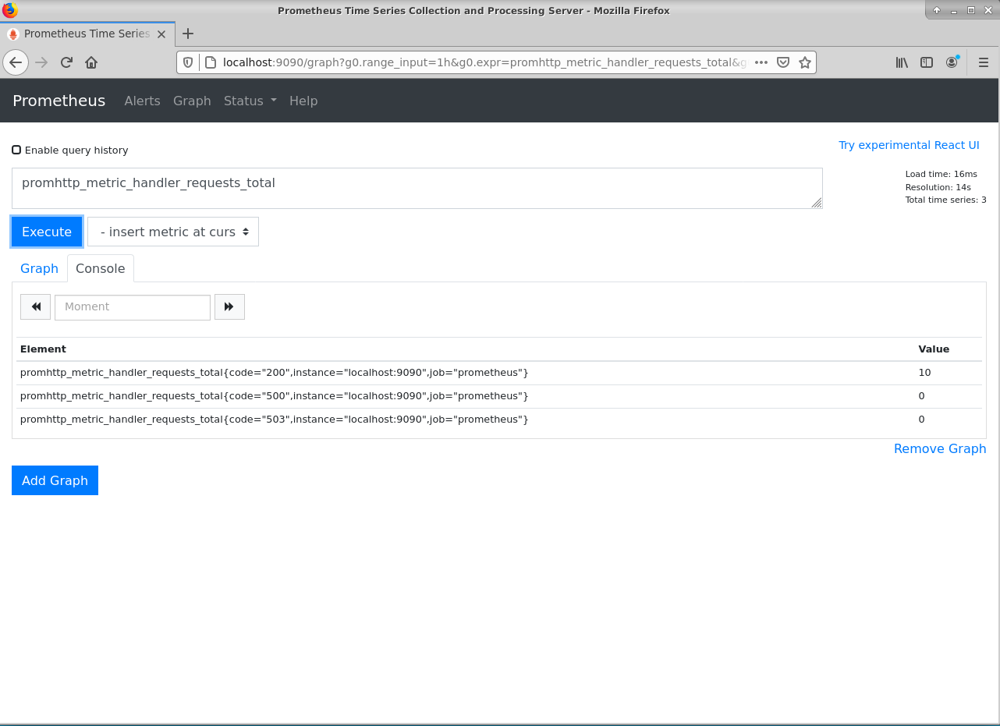 Prometheus Time Series Collection and Processing Server - Mozilla Firefox
Prometheus Time Series
localhost:9090/graph?g0.range_input=1h&g0.expr=promhttp_metric_handler_requests_total&g
Prometheus Alerts Graph Status Help
Enable query history
Try experimental React UI
promhttp_metric_handler_requests_total
Load time: 16ms
Resolution: 14s
Total time series: 3
Execute - insert metric at curs
Graph Console
Moment
Element Value
promhttp_metric_handler_requests_total{code="200",instance="localhost:9090",job="prometheus"} 10
promhttp_metric_handler_requests_total{code="500",instance="localhost:9090",job="prometheus"} 0
promhttp_metric_handler_requests_total{code="503",instance="localhost:9090",job="prometheus"} 0
Remove Graph
Add Graph